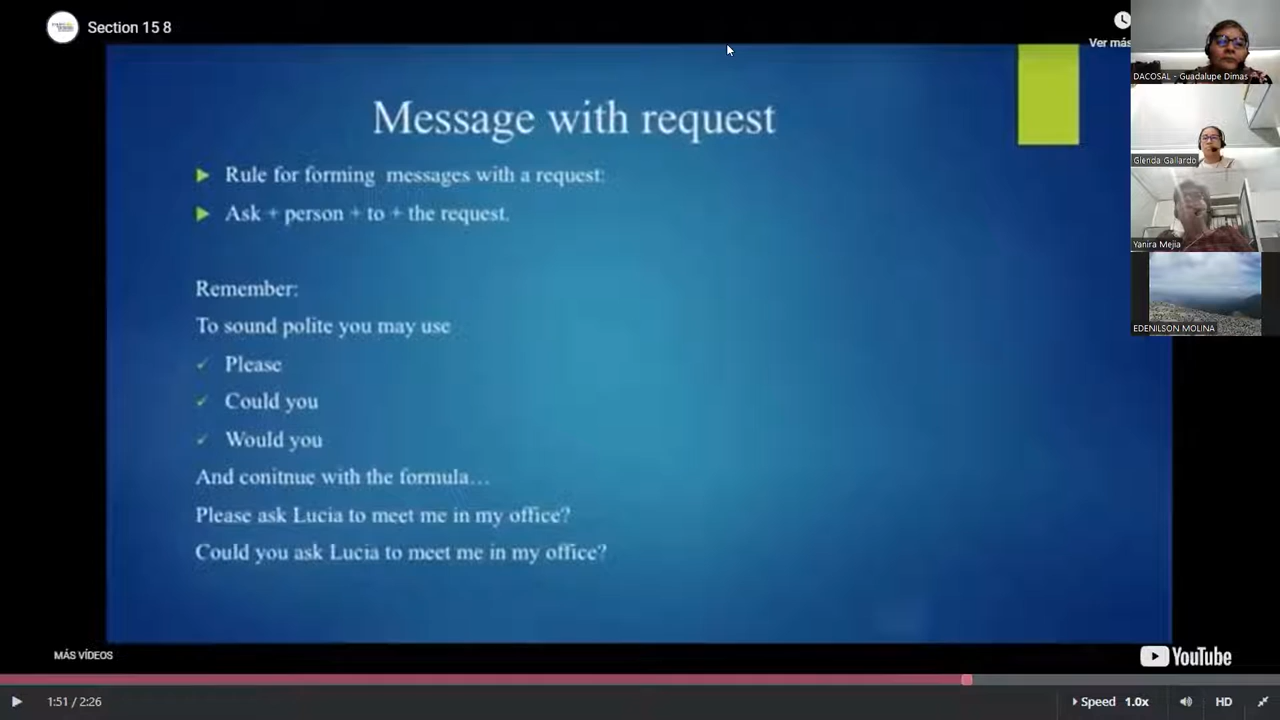 Section 15 8
Ver más
Message with request
Rule for forming messages with a request:
Ask + person + to + the request.
Remember:
To sound polite you may use
Please
Could you
Would you
And conitnue with the formula…
Please ask Lucia to meet me in my office?
Could you ask Lucia to meet me in my office?
DACOSAL - Guadalupe Dimas
Glenda Gallardo
Yanira Mejia
EDENILSON MOLINA
MÁS VÍDEOS
YouTube
1:51 / 2:26
Speed 1.0x
HD